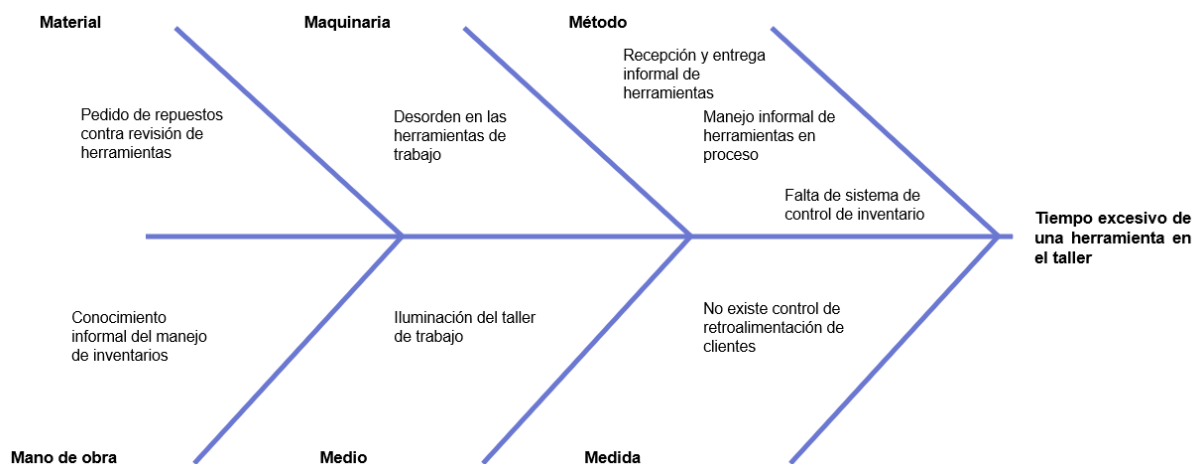 Material
Maquinaria
Método
Recepción y entrega
informal de
herramientas
Pedido de repuestos
contra revisión de
herramientas
Desorden en las
herramientas de
trabajo
Manejo informal de
herramientas en
proceso
Falta de sistema de
control de inventario
Tiempo excesivo de
una herramienta en
el taller
Conocimiento
informal del manejo
de inventarios
Iluminación del taller
de trabajo
No existe control de
retroalimentación de
clientes
Mano de obra
Medio
Medida